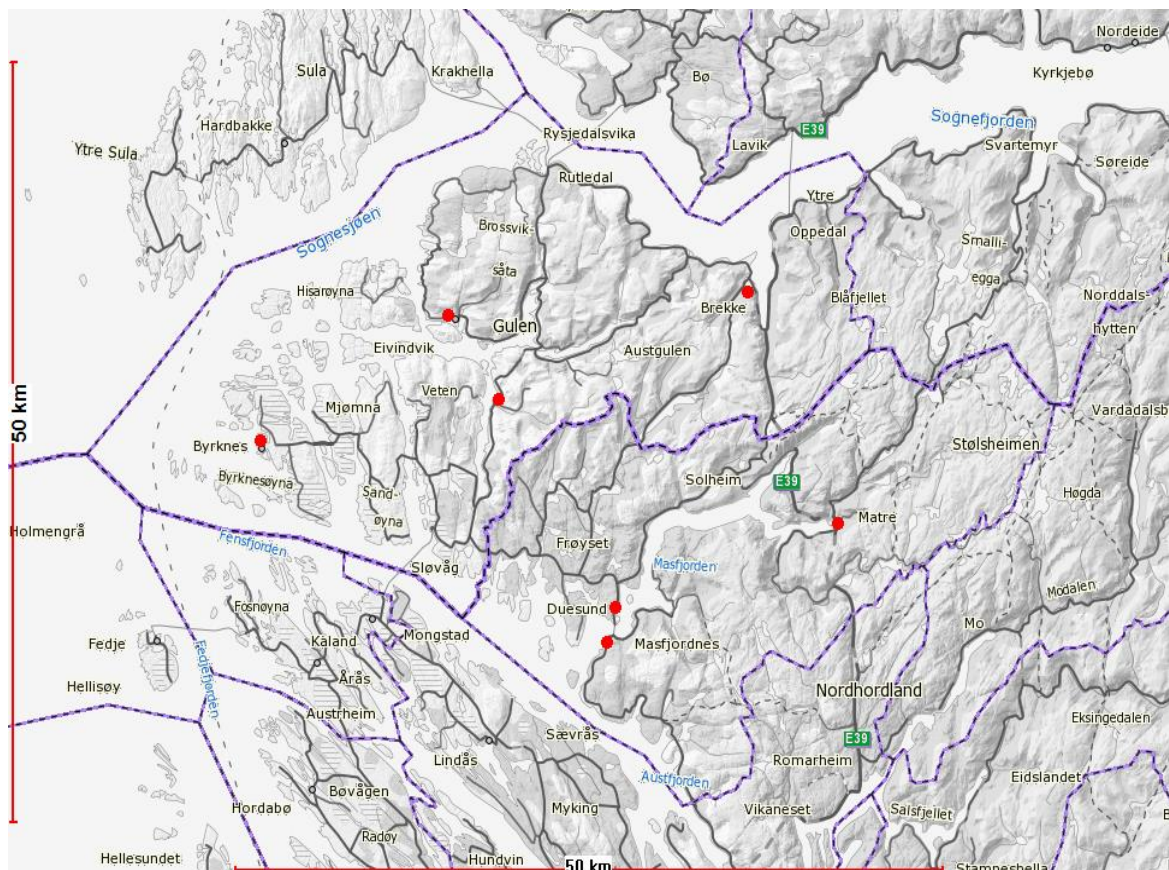 Nordeide
Sula
Krakhella
Bø
Kyrkjebø
Hardbakke
Rysjedalsvika
E39
Sognefjorden
Ytre Sula
Lavik
Svartemyr
Søreide
Rutledal
Ytre
Oppedal
Sognesjøen
Brossvik-
såta
Smalli-
egga
Hisarøyna
Brekke
Blåfjellet
Norddals-
hytten
Gulen
Eivindvik
Austgulen
Veten
Mjømna
Vardadalsb
50 km
Byrknes
Stølsheimen
Byrknesøyna
Sand-
øyna
Solheim
E39
Høgda
Holmengrå
Matre
Fensfjorden
Frøyset
Sløvåg
Masfjorden
Fosnøyna
Duesund
Modalen
Fedje
Kaland
Mongstad
Masfjordnes
Mo
Fedjefjorden
Årås
Hellisøy
Nordhordland
Austrheim
Eksingedalen
Sævrås
E39
Lindås
Romarheim
Austfjorden
Eidslandet
Hordabø
Bøvågen
Myking
Vikaneset
Salsfjellet
Radøy
Hellesundet
Hundvin
50 km
Stamneshella